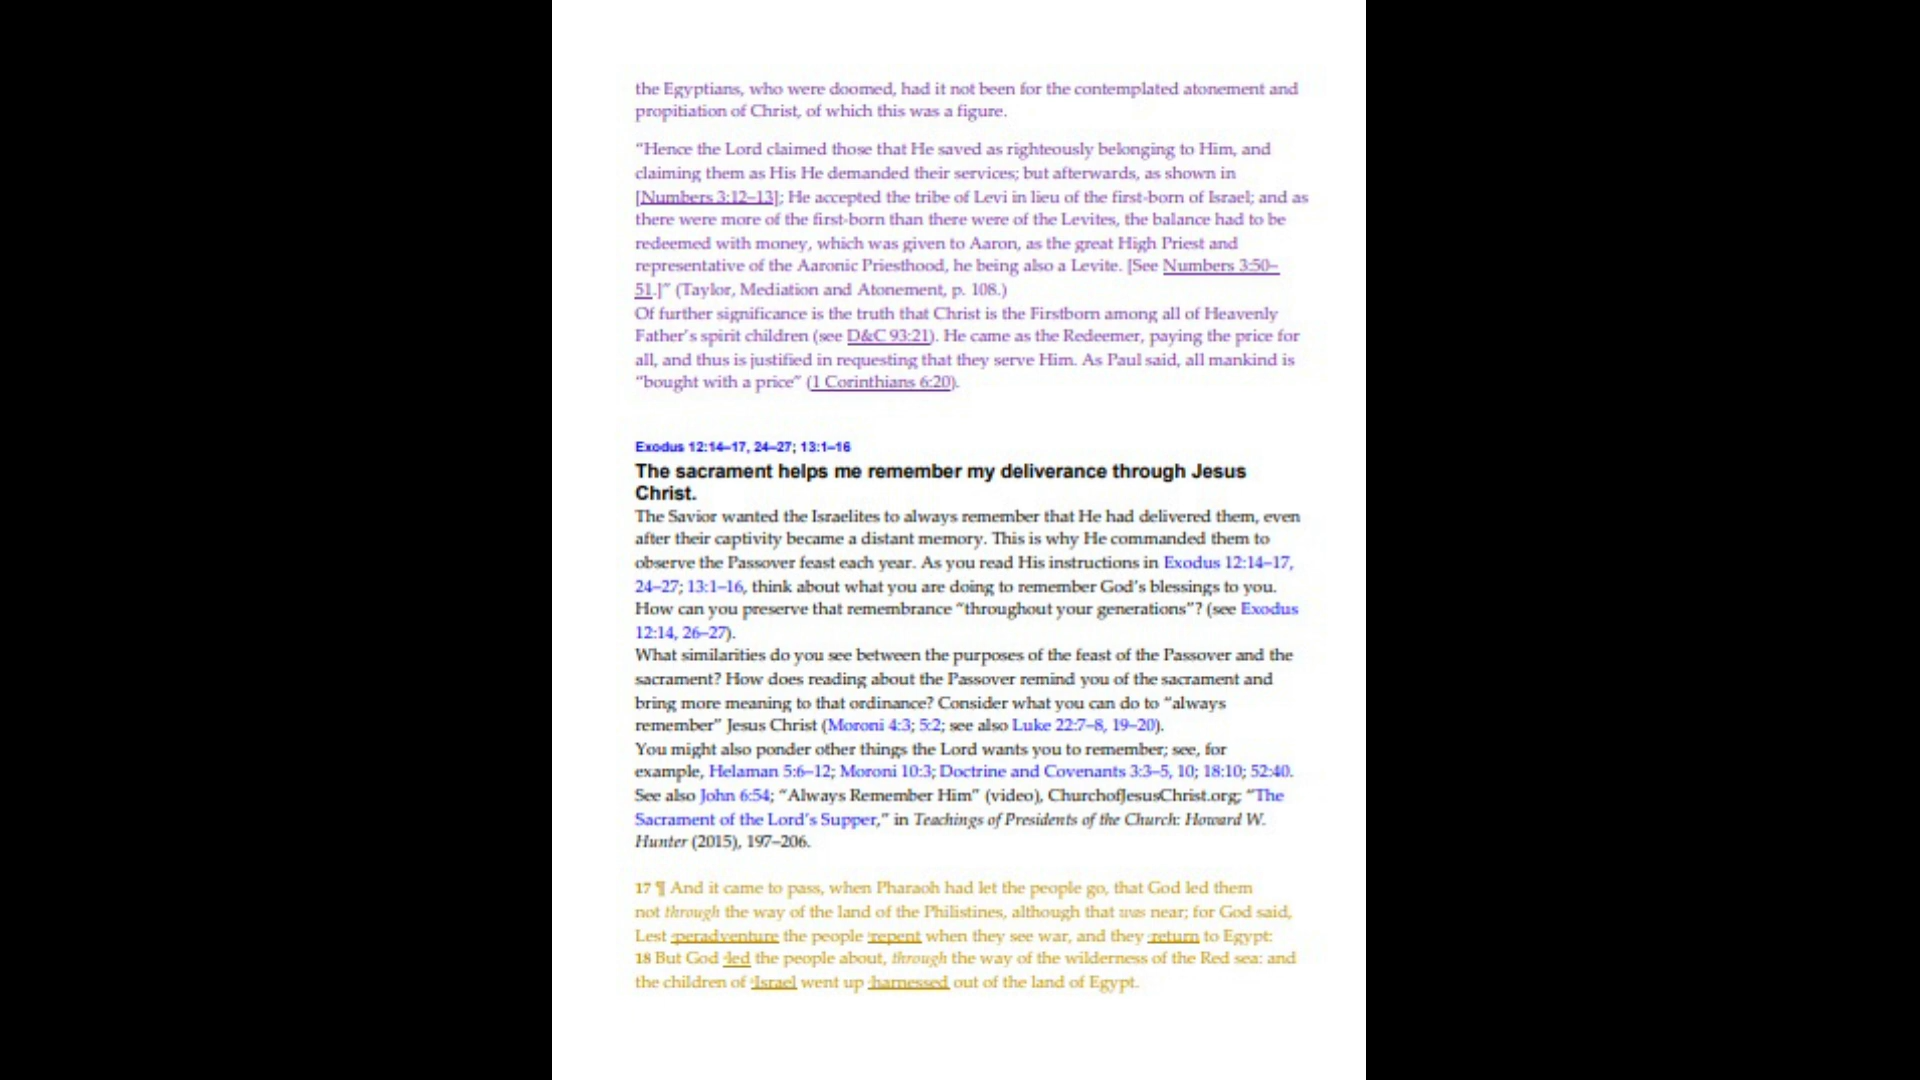 the Egyptians, who were doomed, had it not been for the contemplated atonement and
propitiation of Christ, of which this was a figure.
“Hence the Lord claimed those that He saved as righteously belonging to Him, and
claiming them as His He demanded their services; but afterwards, as shown in
[Numbers 3:12–13]; He accepted the tribe of Levi in lieu of the first-born of Israel; and as
there were more of the first-born than there were of the Levites, the balance had to be
redeemed with money, which was given to Aaron, as the great High Priest and
representative of the Aaronic Priesthood, he being also a Levite. [See Numbers 3:50–
51.]” (Taylor, Mediation and Atonement, p. 108.)
Of further significance is the truth that Christ is the Firstborn among all of Heavenly
Father’s spirit children (see D&C 93:21). He came as the Redeemer, paying the price for
all, and thus is justified in requesting that they serve Him. As Paul said, all mankind is
“bought with a price” (1 Corinthians 6:20).
Exodus 12:14–17, 24–27; 13:1–16
The sacrament helps me remember my deliverance through Jesus
Christ.
The Savior wanted the Israelites to always remember that He had delivered them, even
after their captivity became a distant memory. This is why He commanded them to
observe the Passover feast each year. As you read His instructions in Exodus 12:14–17,
24–27; 13:1–16, think about what you are doing to remember God’s blessings to you.
How can you preserve that remembrance “throughout your generations”? (see Exodus
12:14, 26–27).
What similarities do you see between the purposes of the feast of the Passover and the
sacrament? How does reading about the Passover remind you of the sacrament and
bring more meaning to that ordinance? Consider what you can do to “always
remember” Jesus Christ (Moroni 4:3; 5:2; see also Luke 22:7–8, 19–20).
You might also ponder other things the Lord wants you to remember; see, for
example, Helaman 5:6–12; Moroni 10:3; Doctrine and Covenants 3:3–5, 10; 18:10; 52:40.
See also John 6:54; “Always Remember Him” (video), ChurchofJesusChrist.org; “The
Sacrament of the Lord’s Supper,” in Teachings of Presidents of the Church: Howard W.
Hunter (2015), 197–206.
17 ¶ And it came to pass, when Pharaoh had let the people go, that God led them
not through the way of the land of the Philistines, although that was near; for God said,
Lest peradventure the people repent when they see war, and they return to Egypt:
18 But God led the people about, through the way of the wilderness of the Red sea: and
the children of Israel went up harnessed out of the land of Egypt.